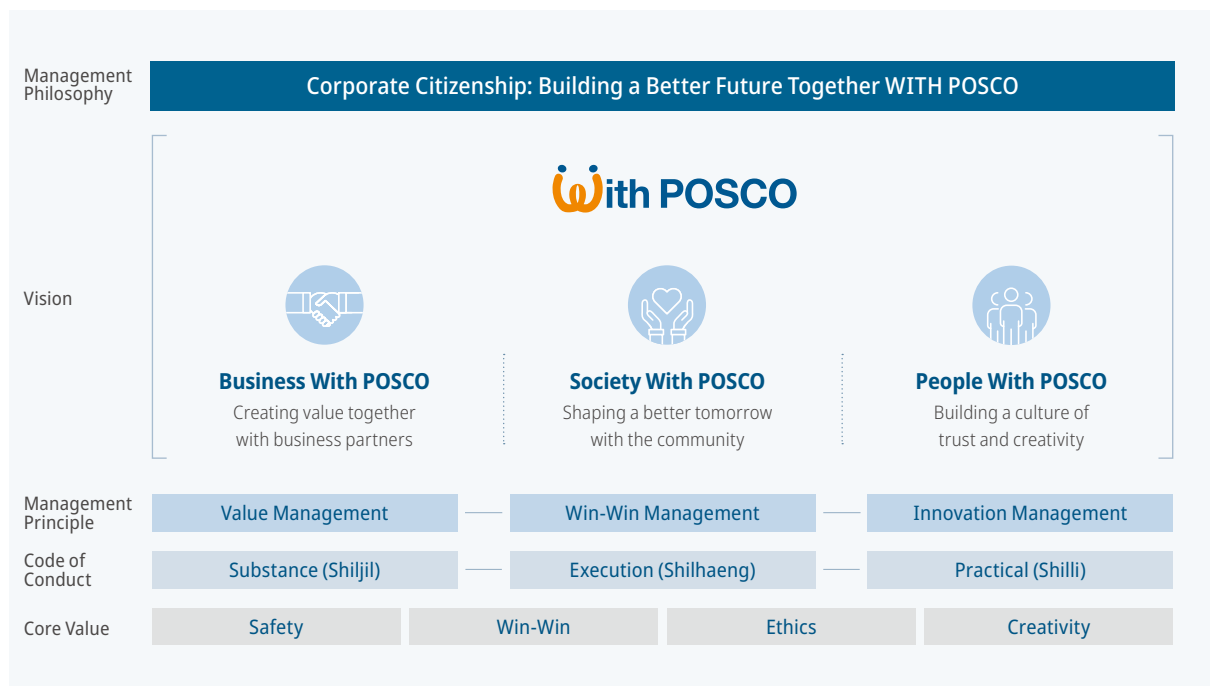 Management
Philosophy
Corporate Citizenship: Building a Better Future Together WITH POSCO
With POSCO
Vision
Business With POSCO
Creating value together
with business partners
Society With POSCO
Shaping a better tomorrow
with the community
People With POSCO
Building a culture of
trust and creativity
Management
Principle
Value Management
Win-Win Management
Innovation Management
Code of
Conduct
Substance (Shiljil)
Execution (Shilhaeng)
Practical (Shilli)
Core Value
Safety
Win-Win
Ethics
Creativity